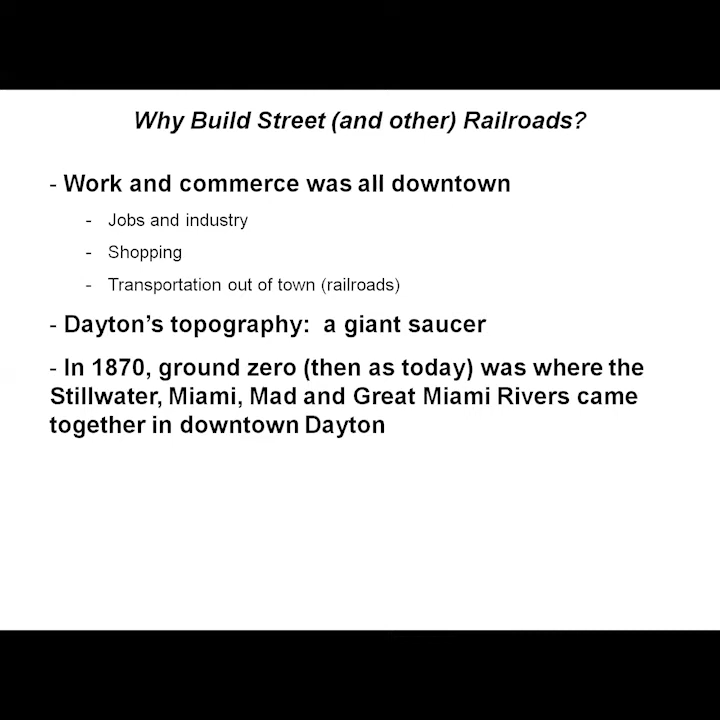 Why Build Street (and other) Railroads?
- Work and commerce was all downtown
- Jobs and industry
- Shopping
- Transportation out of town (railroads)
- Dayton’s topography:  a giant saucer
- In 1870, ground zero (then as today) was where the
Stillwater, Miami, Mad and Great Miami Rivers came
together in downtown Dayton